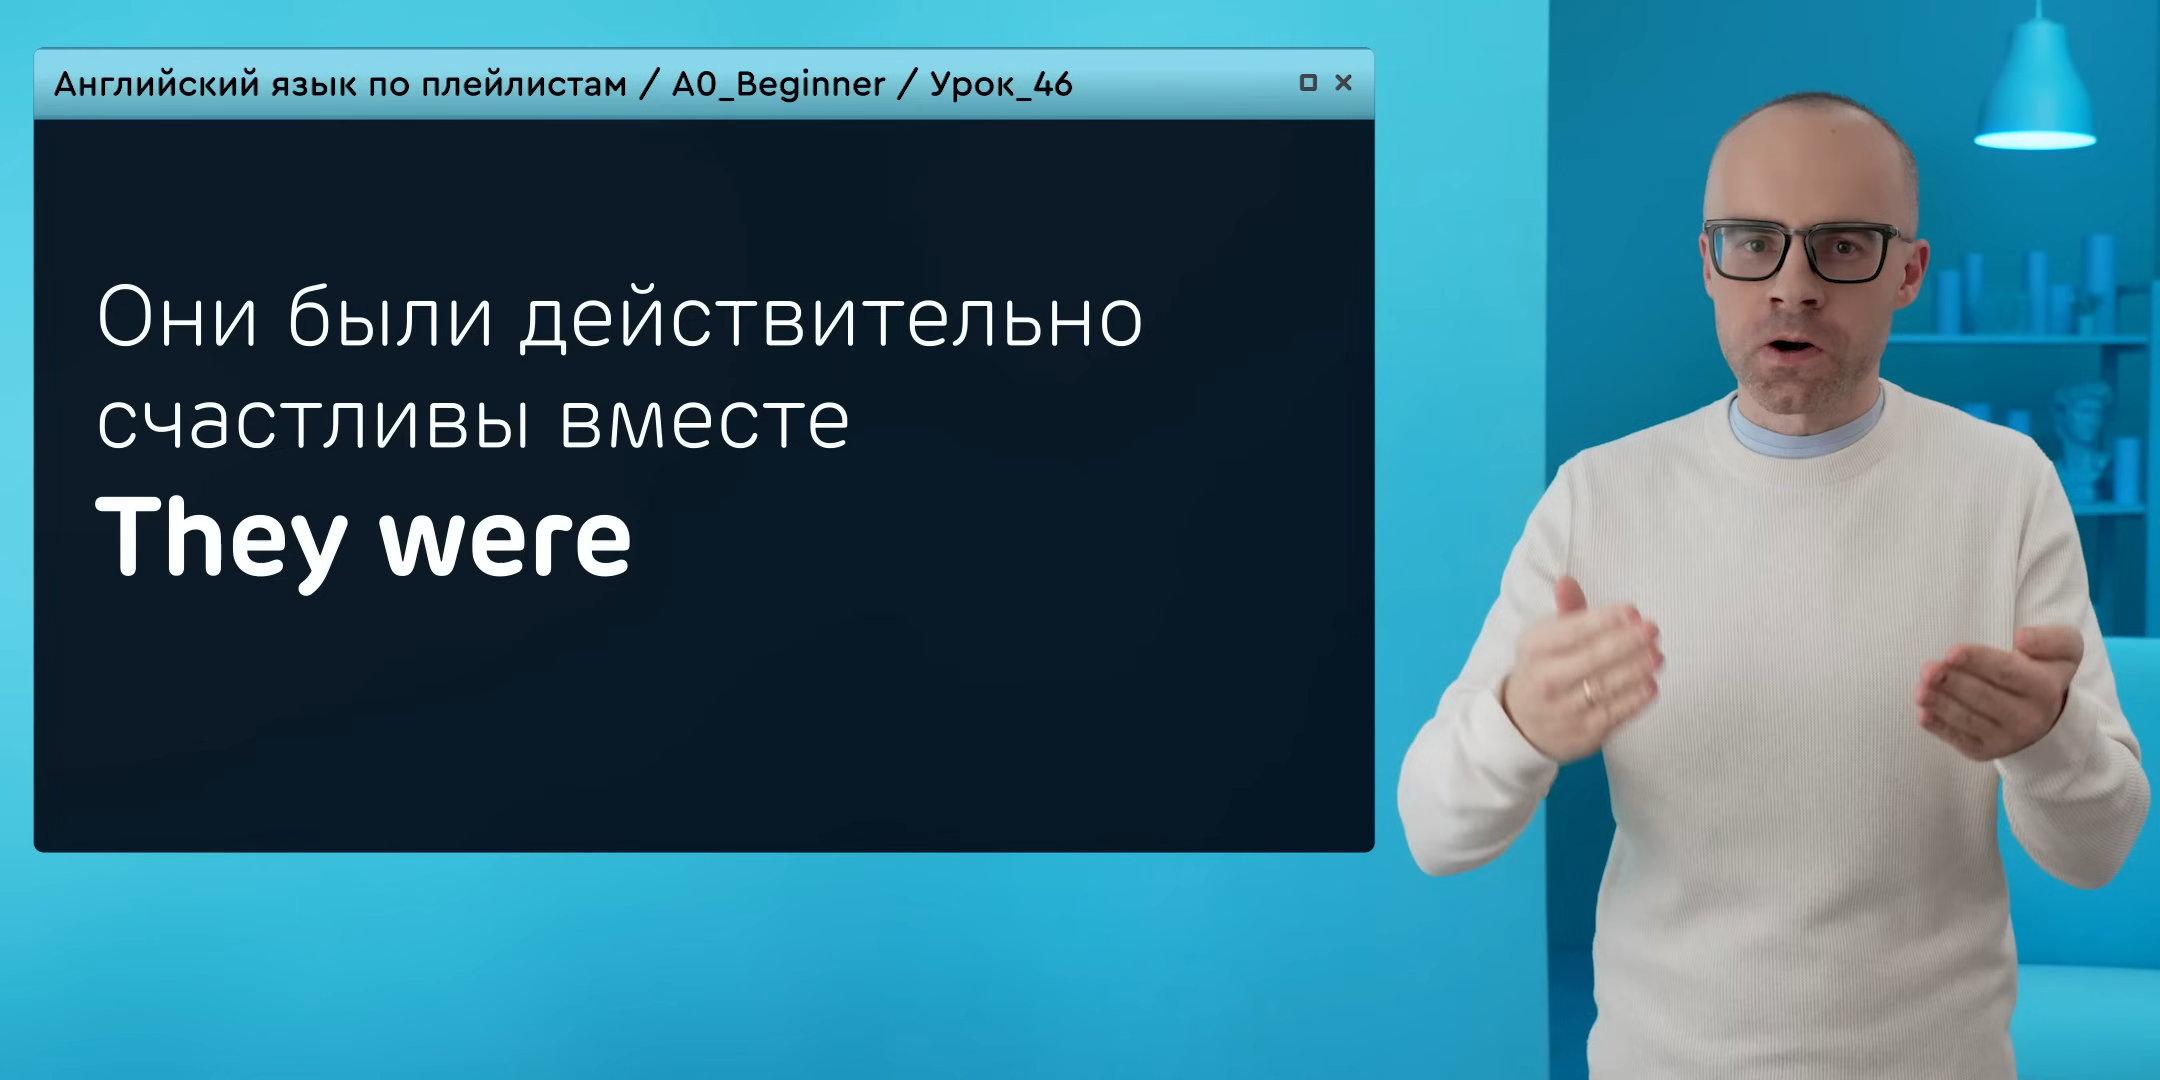 Английский язык по плейлистам / A0_Beginner / Урок_46
Они были действительно
счастливы вместе
They were